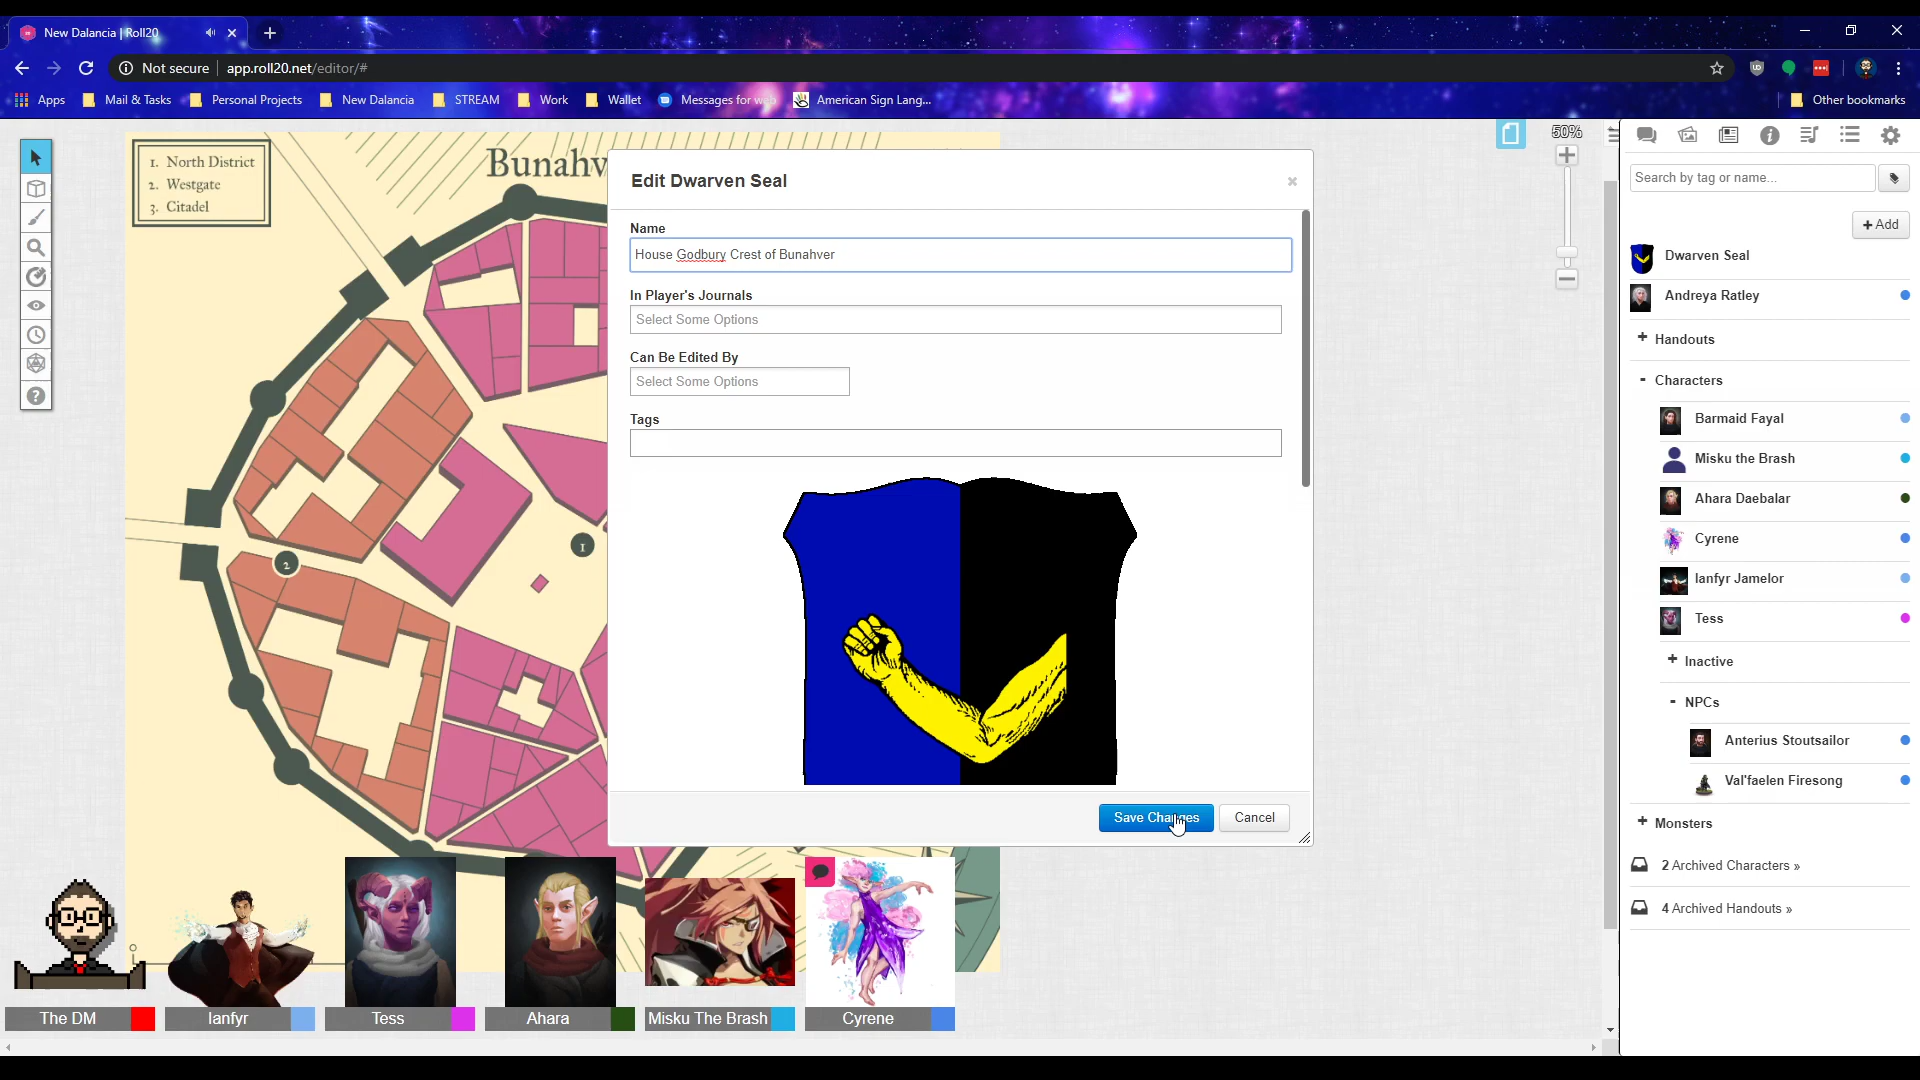 New Dalancia | Roll20
Not secure app.roll20.net/editor/#
Apps Mail & Tasks Personal Projects New Dalancia STREAM Work Wallet Messages for American Sign Lang... Other bookmarks
1. North District
2. Westgate
3. Citadel
Bunahv
1
2
0
Edit Dwarven Seal
Name
House Godbury Crest of Bunahver
In Player's Journals
Select Some Options
Can Be Edited By
Select Some Options
Tags
Save Changes Cancel
50%
Search by tag or name...
+ Add
Dwarven Seal
Andreya Ratley
+ Handouts
- Characters
Barmaid Fayal
Misku the Brash
Ahara Daebalar
Cyrene
Ianfyr Jamelor
Tess
+ Inactive
- NPCs
Anterius Stoutsailor
Val'faelen Firesong
+ Monsters
2 Archived Characters »
4 Archived Handouts »
The DM Ianfyr Tess Ahara Misku The Brash Cyrene